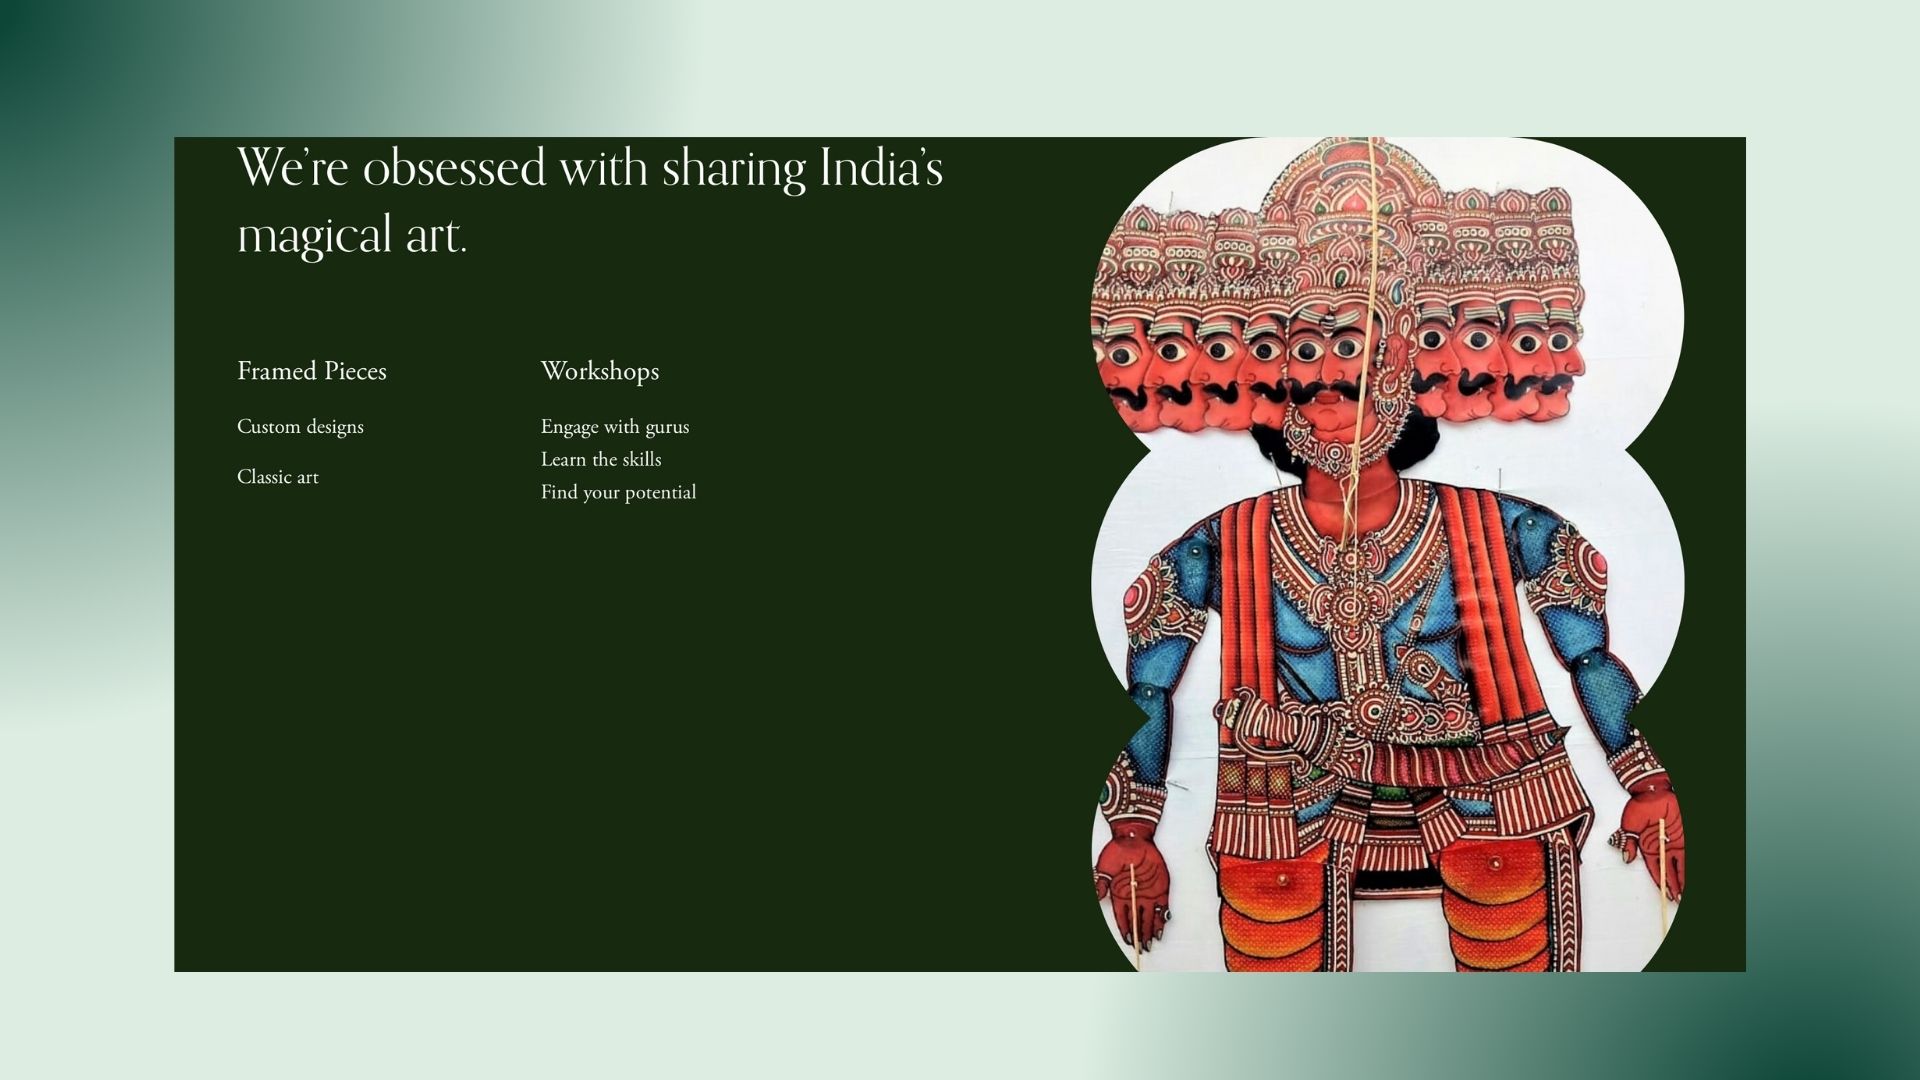 We're obsessed with sharing India's
magical art.
Framed Pieces
Custom designs
Classic art
Workshops
Engage with gurus
Learn the skills
Find your potential